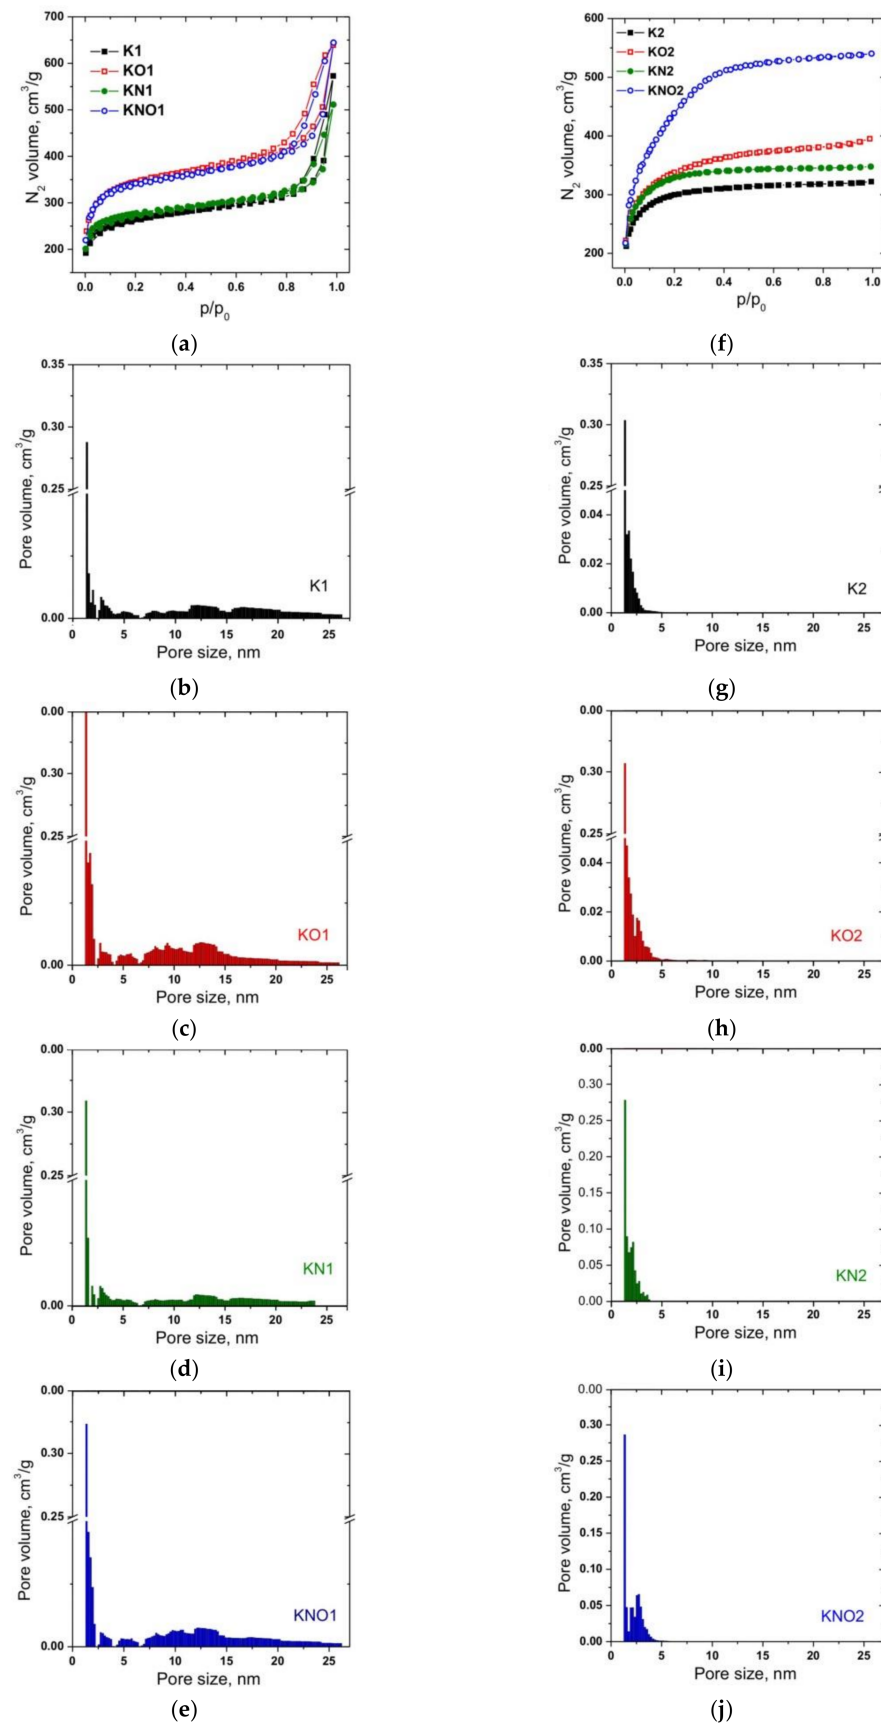 700
600
500
400
300
200
N2 volume, cm3/g
K1
KO1
KN1
KNO1
0.0 0.2 0.4 0.6 0.8 1.0
p/p0
(a)
600
500
400
300
200
N2 volume, cm3/g
K2
KO2
KN2
KNO2
0.0 0.2 0.4 0.6 0.8 1.0
p/p0
(f)
0.35
0.30
0.25
0.00
Pore volume, cm3/g
K1
0 5 10 15 20 25
Pore size, nm
(b)
0.30
0.25
0.04
0.02
0.00
Pore volume, cm3/g
K2
0 5 10 15 20 25
Pore size, nm
(g)
0.00
0.30
0.25
0.00
Pore volume, cm3/g
KO1
0 5 10 15 20 25
Pore size, nm
(c)
0.00
0.30
0.25
0.04
0.02
0.00
Pore volume, cm3/g
KO2
0 5 10 15 20 25
Pore size, nm
(h)
0.00
0.30
0.25
0.00
Pore volume, cm3/g
KN1
0 5 10 15 20 25
Pore size, nm
(d)
0.00
0.30
0.25
0.20
0.15
0.10
0.05
0.00
Pore volume, cm3/g
KN2
0 5 10 15 20 25
Pore size, nm
(i)
0.00
0.30
0.25
0.00
Pore volume, cm3/g
KNO1
0 5 10 15 20 25
Pore size, nm
(e)
0.00
0.30
0.25
0.20
0.15
0.10
0.05
0.00
Pore volume, cm3/g
KNO2
0 5 10 15 20 25
Pore size, nm
(j)